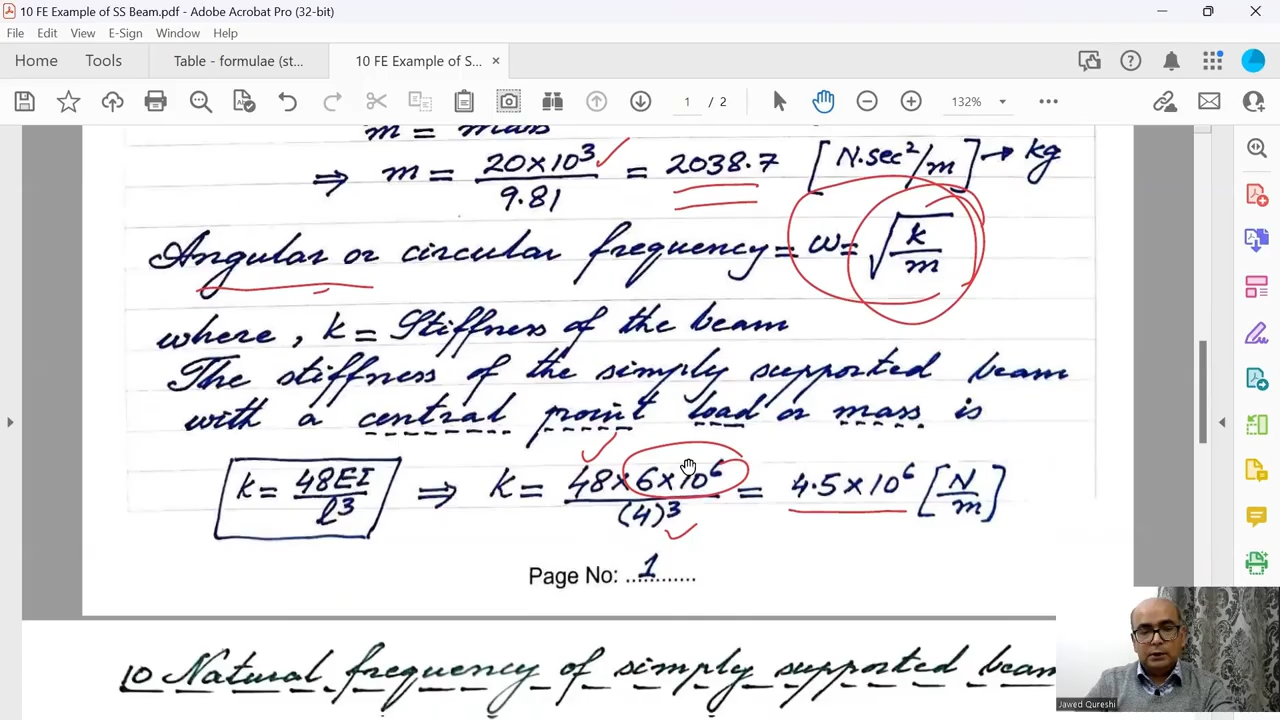 10 FE Example of SS Beam.pdf - Adobe Acrobat Pro (32-bit)
File Edit View E-Sign Window Help
Home Tools Table - formulae (st... 10 FE Example of S... ×
1 / 2 132%
m = mass
⇒ m = 20×10³ / 9.81 = 2038.7 [N.sec²/m] → kg
Angular or circular frequency = ω = √(k/m)
where, k = Stiffness of the beam
The stiffness of the simply supported beam
with a central point load or mass is
k = 48EI / l³ ⇒ k = 48×6×10⁶ / (4)³ = 4.5×10⁶ [N/m]
Page No: ..1..........
10 Natural frequency of simply supported beam
Jawed Qureshi